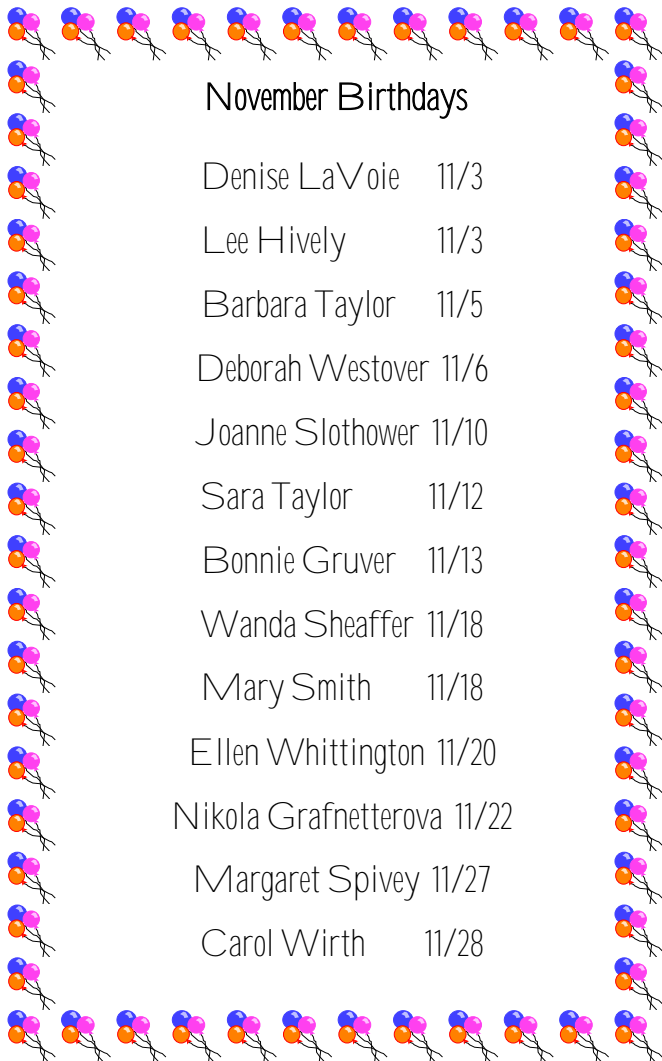 November Birthdays
Denise LaVoie 11/3
Lee Hively 11/3
Barbara Taylor 11/5
Deborah Westover 11/6
Joanne Slothower 11/10
Sara Taylor 11/12
Bonnie Gruver 11/13
Wanda Sheaffer 11/18
Mary Smith 11/18
Ellen Whittington 11/20
Nikola Grafnetterova 11/22
Margaret Spivey 11/27
Carol Wirth 11/28